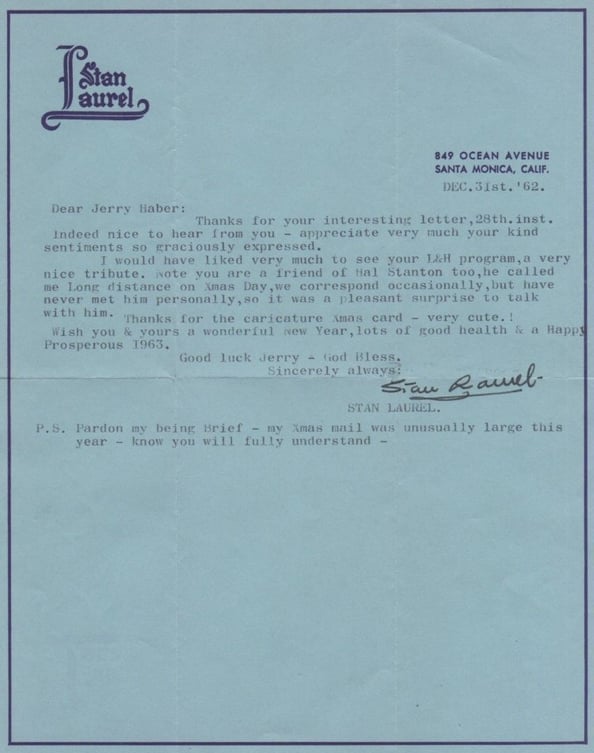 Stan
Laurel
849 OCEAN AVENUE
SANTA MONICA, CALIF.
DEC.31st.'62.
Dear Jerry Haber:
Thanks for your interesting letter,28th.inst.
Indeed nice to hear from you - appreciate very much your kind
sentiments so graciously expressed.
I would have liked very much to see your L&H program,a very
nice tribute. Note you are a friend of Hal Stanton too,he called
me Long distance on Xmas Day,we correspond occasionally,but have
never met him personally,so it was a pleasant surprise to talk
with him.
Thanks for the caricature Xmas card - very cute.!
Wish you & yours a wonderful New Year,lots of good health & a Happy
Prosperous 1963.
Good luck Jerry - God Bless.
Sincerely always:
Stan Laurel-
STAN LAUREL.
P.S. Pardon my being Brief - my Xmas mail was unusually large this
year - know you will fully understand -